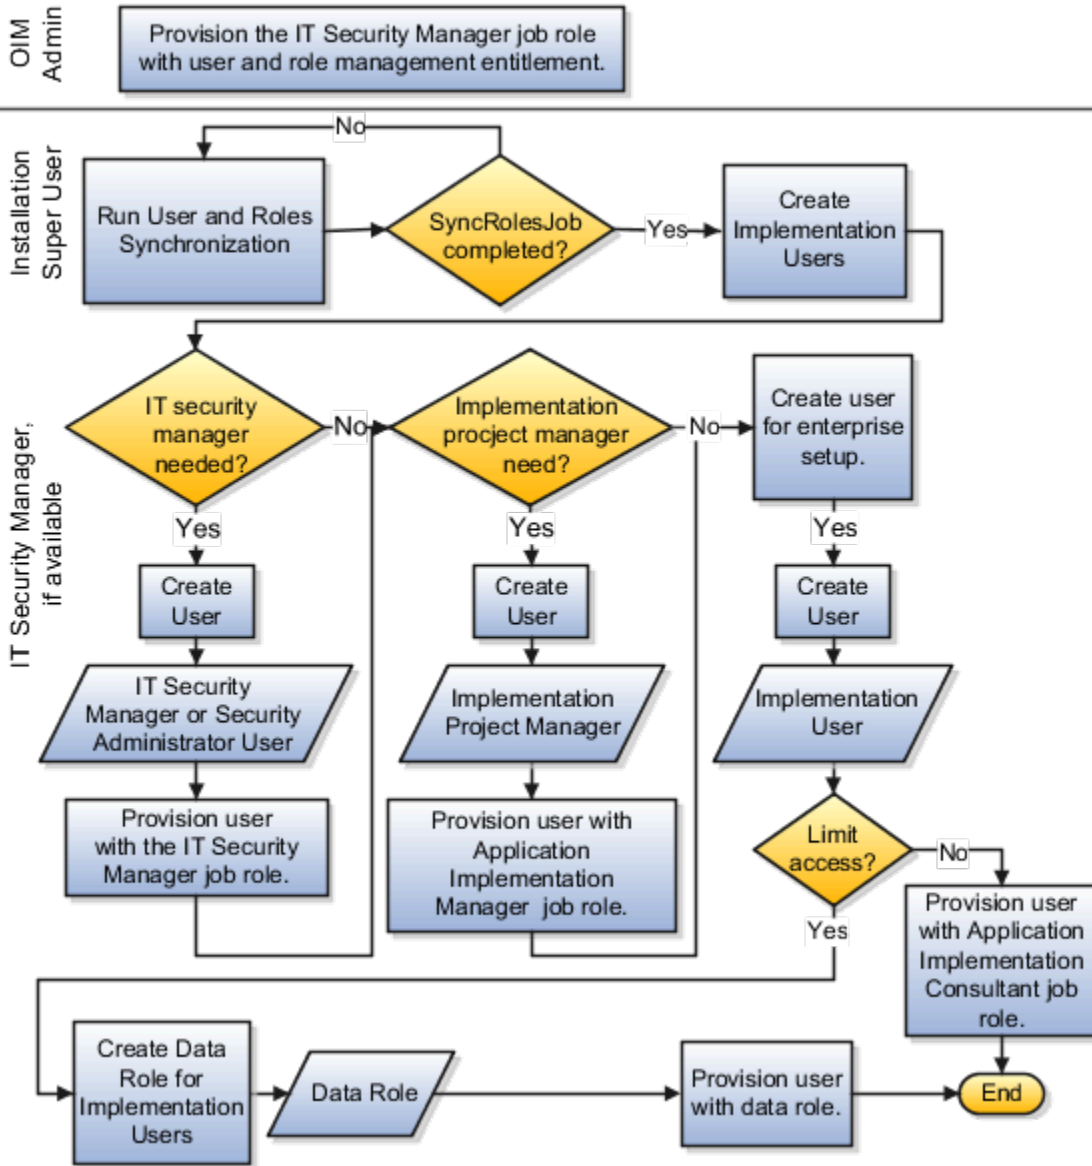 OIM
Admin
Provision the IT Security Manager job role
with user and role management entitlement.
Installation
Super User
No
Run User and Roles
Synchronization
SyncRolesJob
completed?
Yes
Create
Implementation
Users
IT Security Manager,
if available
IT security
manager
needed?
No
Implementation
procject manager
need?
No
Create user
for enterprise
setup.
Yes
Yes
Yes
Create
User
Create
User
Create
User
IT Security
Manager or Security
Administrator User
Implementation
Project Manager
Implementation
User
Provision user
with the IT Security
Manager job role.
Provision user with
Application
Implementation
Manager job role.
Limit
access?
No
Yes
Provision user
with Application
Implementation
Consultant job
role.
Create Data
Role for
Implementation
Users
Data Role
Provision user
with data role.
End